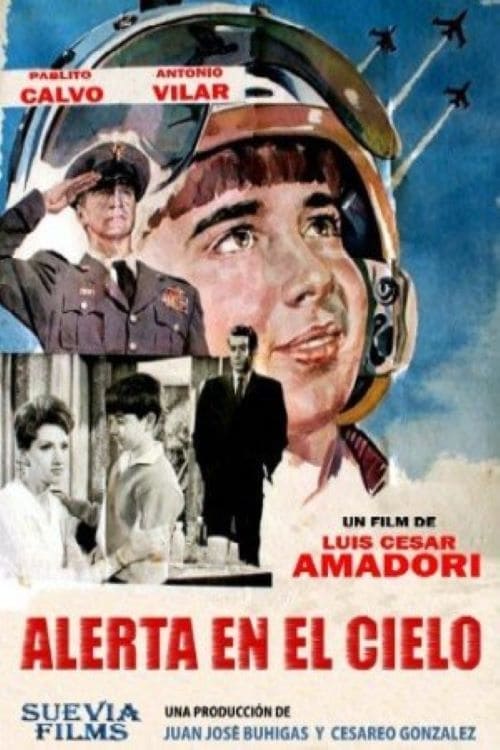 PABLITO
CALVO
ANTONIO
VILAR
UN FILM DE
LUIS CESAR
AMADORI
ALERTA EN EL CIELO
SUEVIA
FILMS
UNA PRODUCCIÓN DE
JUAN JOSÉ BUHIGAS Y CESAREO GONZALEZ